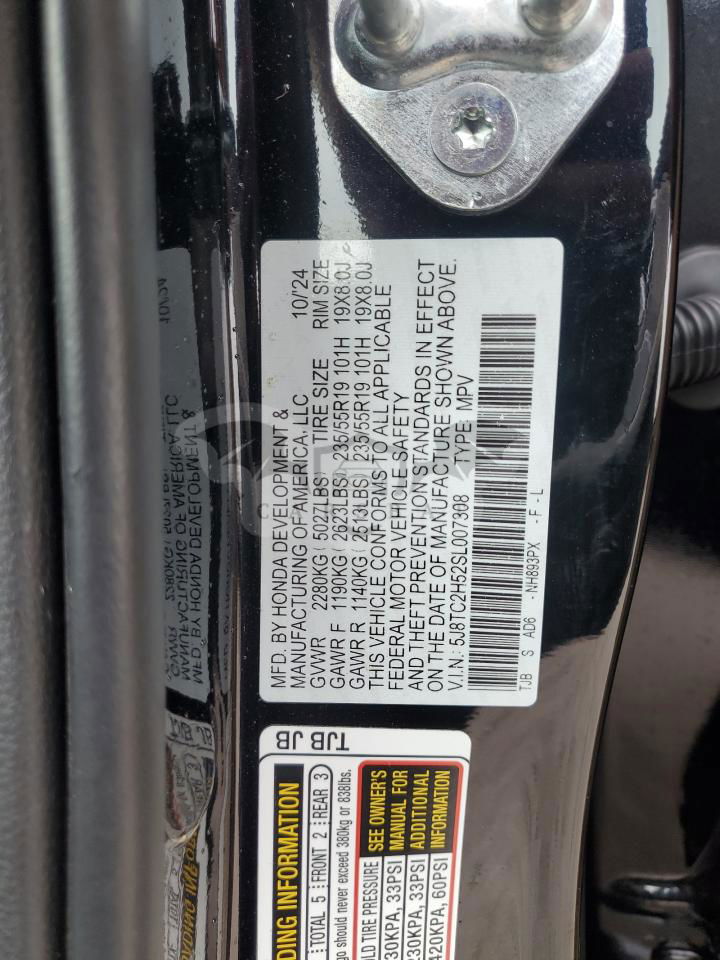 MFD. BY HONDA DEVELOPMENT &
MANUFACTURING OF AMERICA, LLC 10/'24
GVWR 2280KG 5027LBS TIRE SIZE RIM SIZE
GAWR F 1190KG 2623LBS 235/55R19 101H 19X8.0J
GAWR R 1140KG 2513LBS 235/55R19 101H 19X8.0J
THIS VEHICLE CONFORMS TO ALL APPLICABLE
FEDERAL MOTOR VEHICLE SAFETY
AND THEFT PREVENTION STANDARDS IN EFFECT
ON THE DATE OF MANUFACTURE SHOWN ABOVE.
V.I.N.: 5J8TC2H52SL007308 TYPE: MPV
TJB S AD6 -NH893PX -F-L
TJB JB
DING INFORMATION
TOTAL 5 FRONT 2 REAR 3
go should never exceed 380kg or 838lbs.
LD TIRE PRESSURE
30KPA, 33PSI
230KPA, 33PSI
420KPA, 60PSI
SEE OWNER'S
MANUAL FOR
ADDITIONAL
INFORMATION